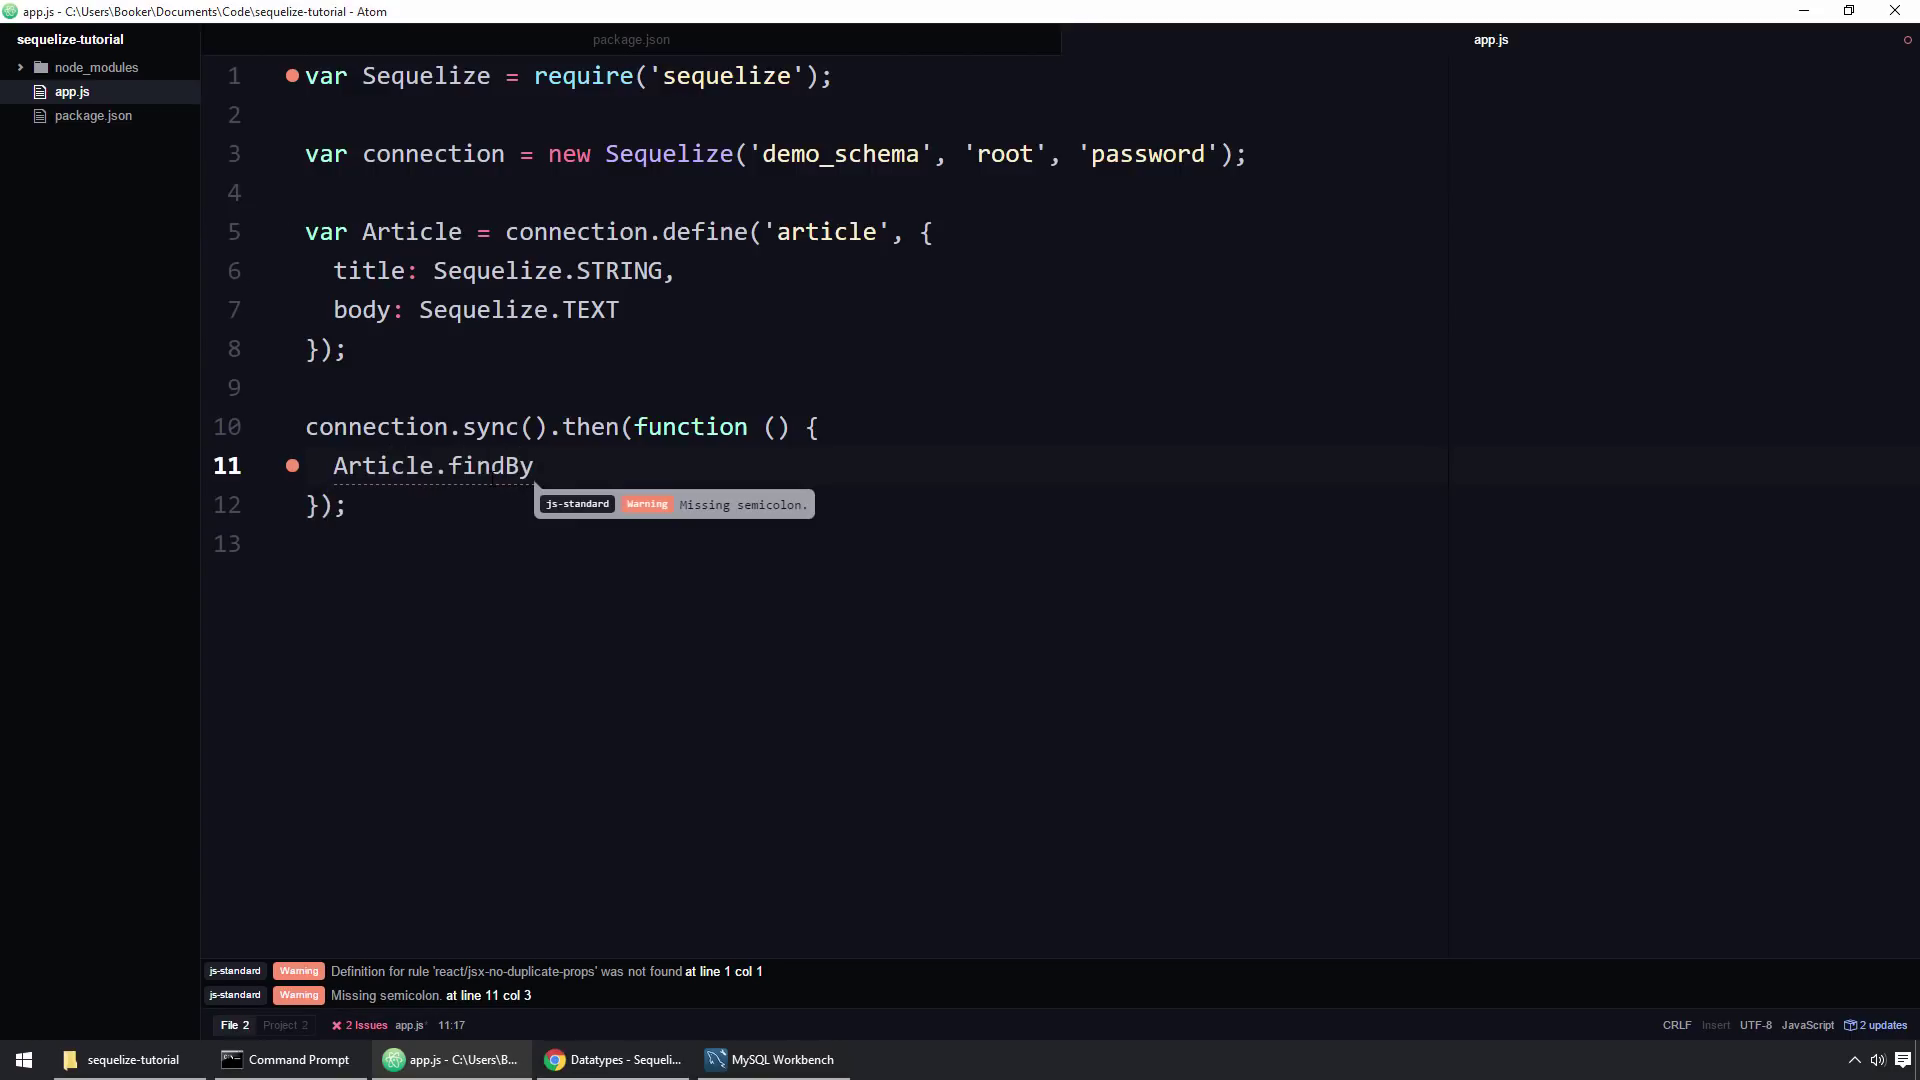 app.js - C:\Users\Booker\Documents\Code\sequelize-tutorial - Atom
sequelize-tutorial
node_modules
app.js
package.json
package.json
app.js
1 var Sequelize = require('sequelize');
2
3 var connection = new Sequelize('demo_schema', 'root', 'password');
4
5 var Article = connection.define('article', {
6 title: Sequelize.STRING,
7 body: Sequelize.TEXT
8 });
9
10 connection.sync().then(function () {
11 Article.findBy
js-standard Warning Missing semicolon.
12 });
13
js-standard Warning Definition for rule 'react/jsx-no-duplicate-props' was not found at line 1 col 1
js-standard Warning Missing semicolon. at line 11 col 3
File 2 Project 2 2 Issues app.js* 11:17 CRLF Insert UTF-8 JavaScript 2 updates
sequelize-tutorial Command Prompt app.js - C:\Users\B... Datatypes - Sequeli... MySQL Workbench